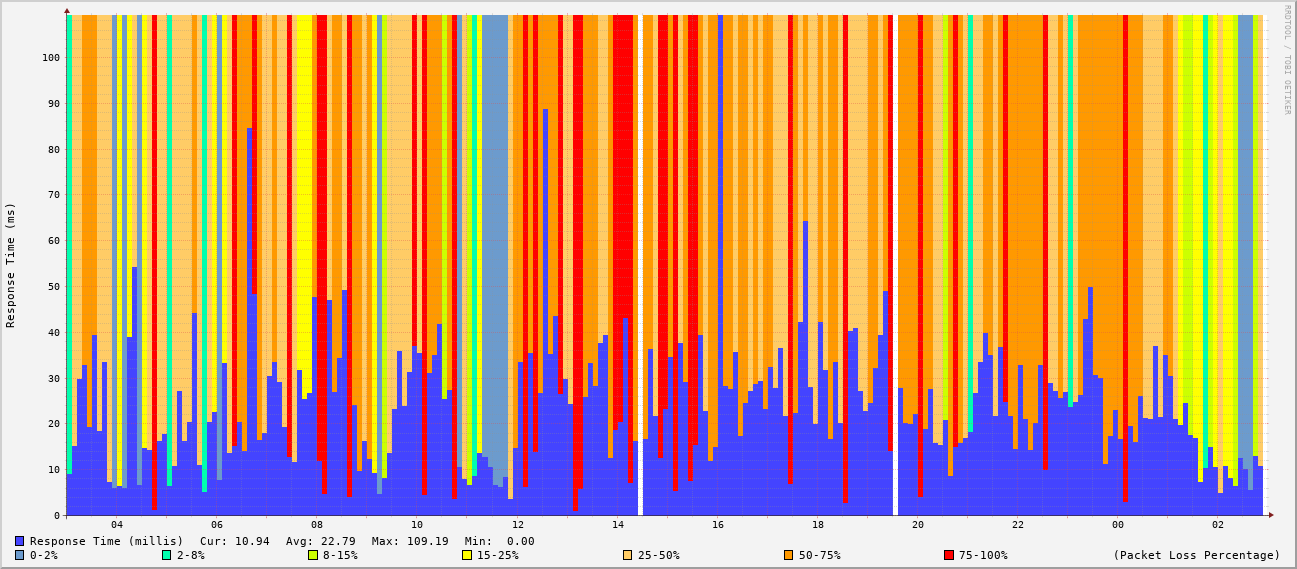 RRDTOOL / TOBI OETIKER
Response Time (ms)
100
90
80
70
60
50
40
30
20
10
0
04 06 08 10 12 14 16 18 20 22 00 02
Response Time (millis) Cur: 10.94 Avg: 22.79 Max: 109.19 Min: 0.00
0-2% 2-8% 8-15% 15-25% 25-50% 50-75% 75-100% (Packet Loss Percentage)